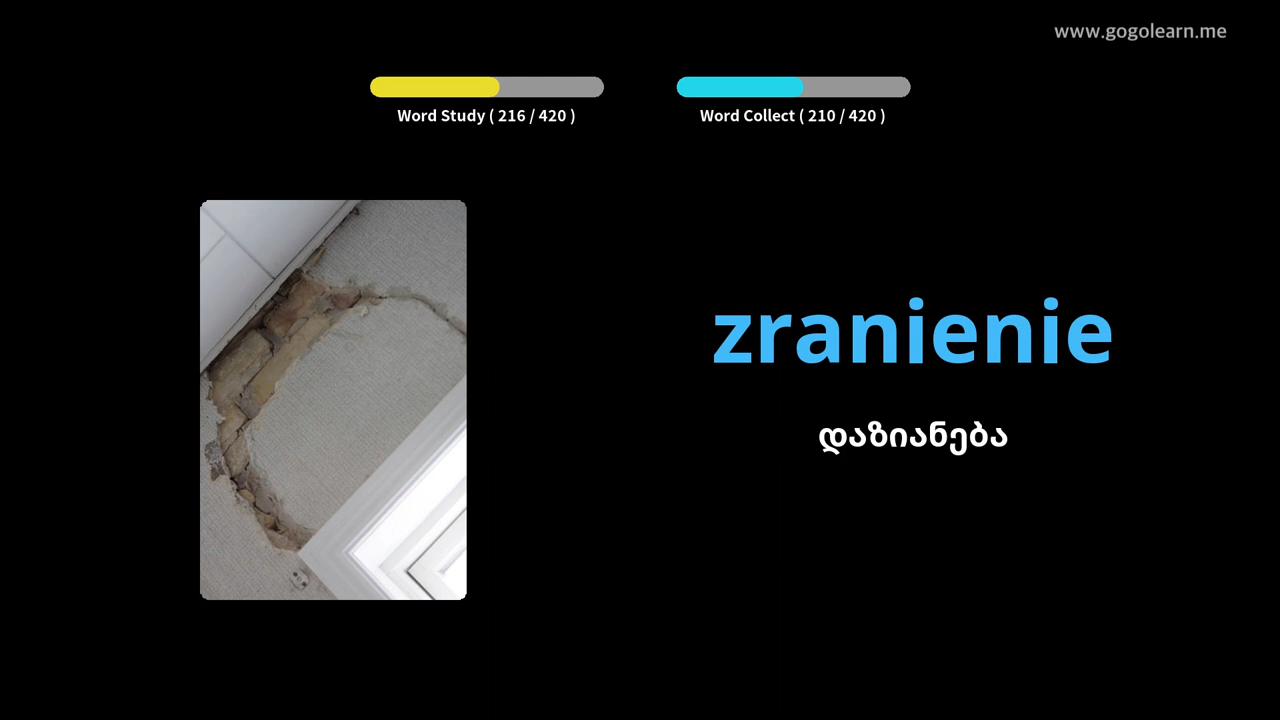 www.gogolearn.me
Word Study ( 216 / 420 )
Word Collect ( 210 / 420 )
zranienie
დაზიანება